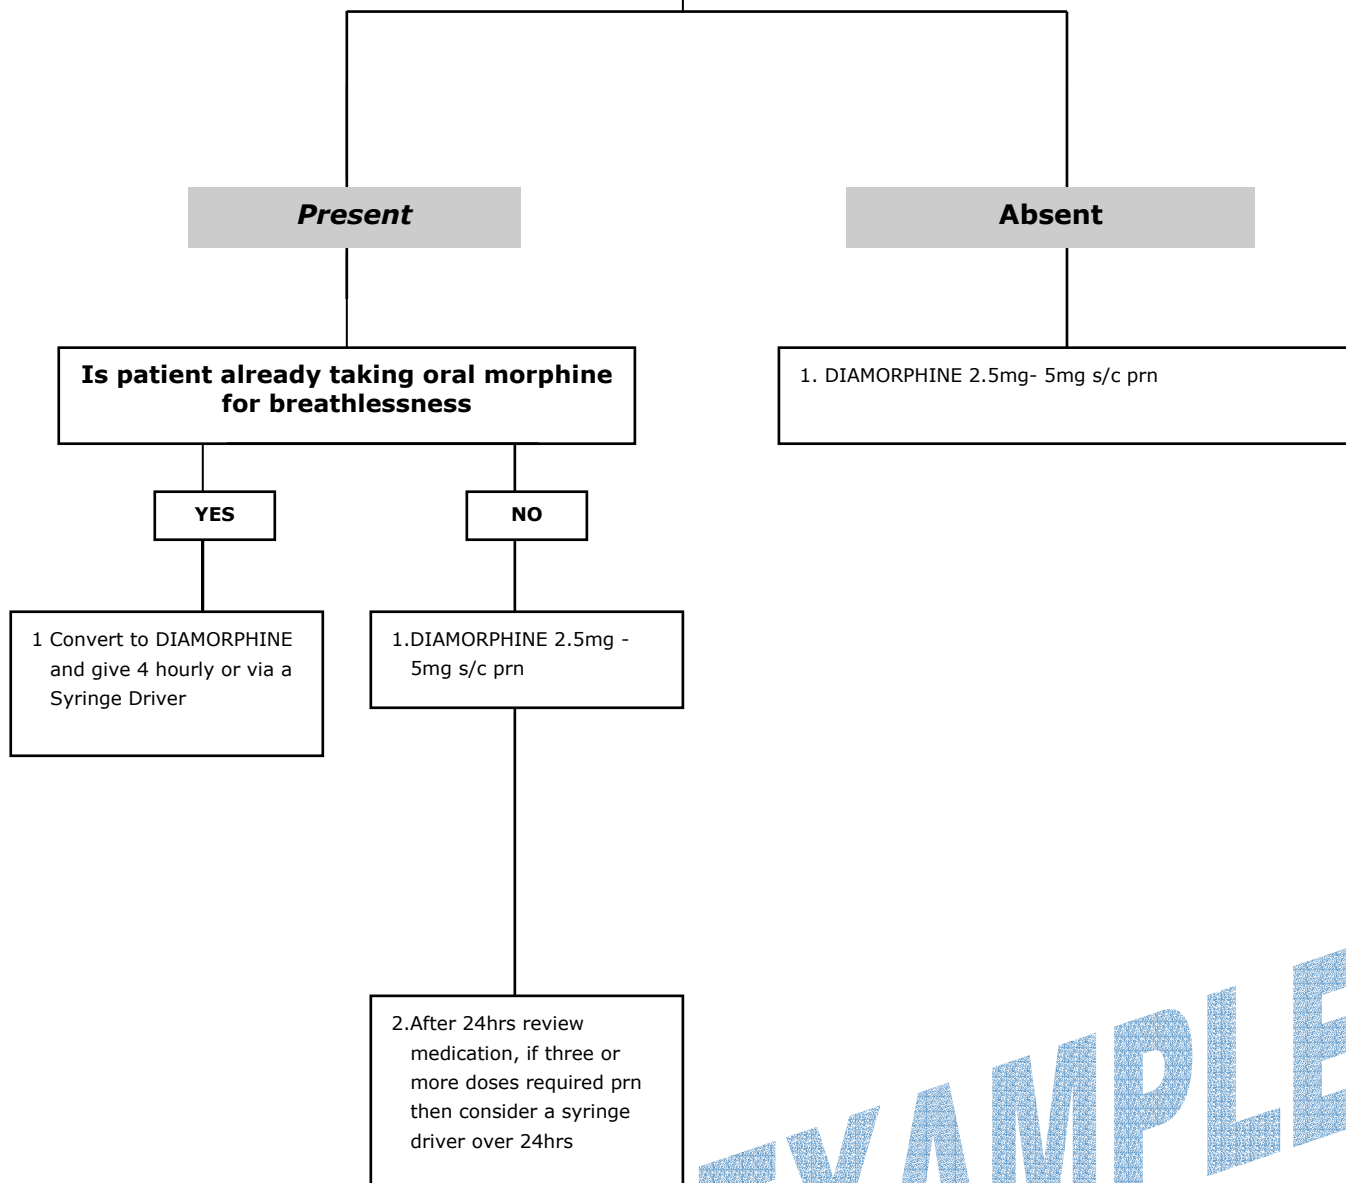 Present
Absent
Is patient already taking oral morphine
for breathlessness
1. DIAMORPHINE 2.5mg- 5mg s/c prn
YES
NO
1 Convert to DIAMORPHINE
and give 4 hourly or via a
Syringe Driver
1.DIAMORPHINE 2.5mg -
5mg s/c prn
2.After 24hrs review
medication, if three or
more doses required prn
then consider a syringe
driver over 24hrs
EXAMPLE